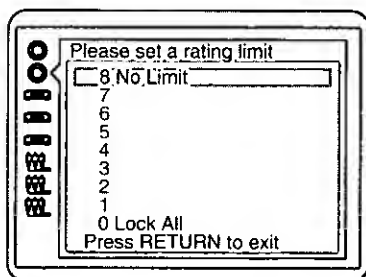 Please set a rating limit
8 No Limit
7
6
5
4
3
2
1
0 Lock All
Press RETURN to exit